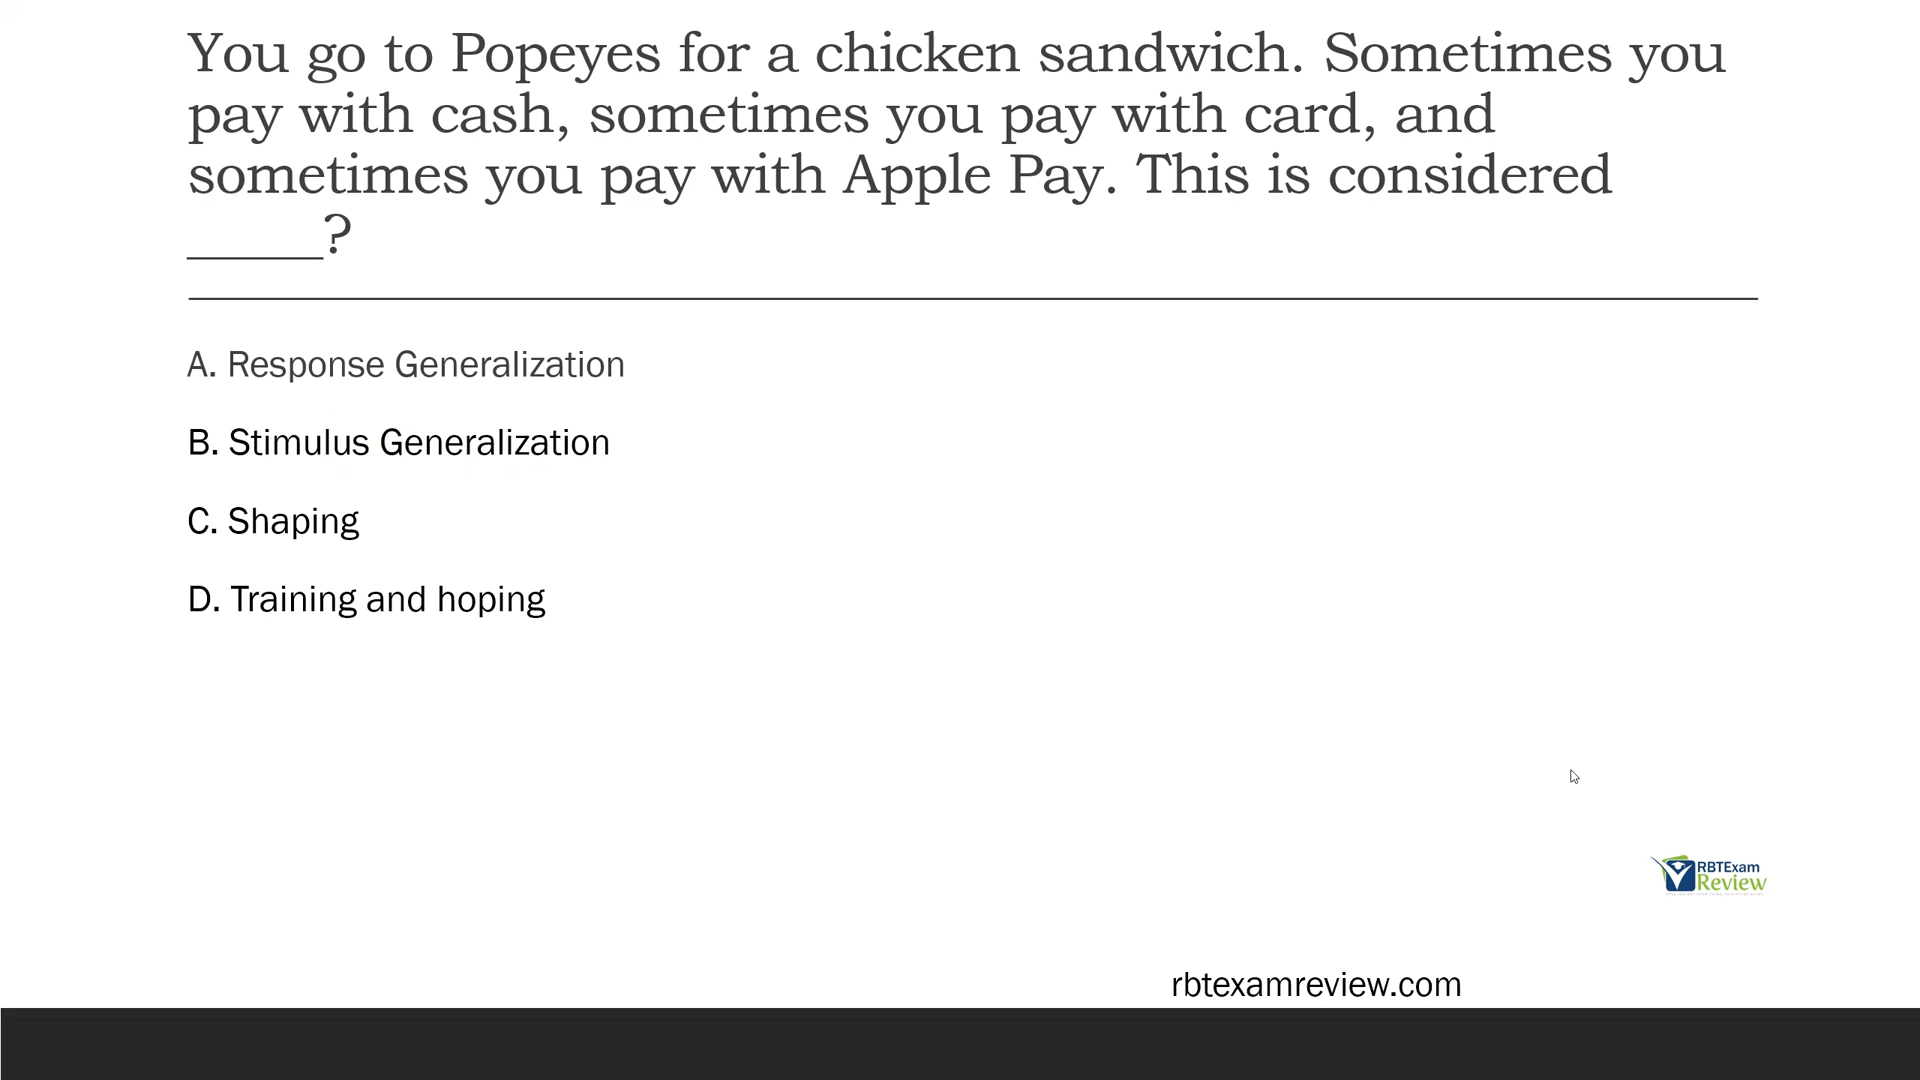 You go to Popeyes for a chicken sandwich. Sometimes you
pay with cash, sometimes you pay with card, and
sometimes you pay with Apple Pay. This is considered
_____?
A. Response Generalization
B. Stimulus Generalization
C. Shaping
D. Training and hoping
RBTExam
Review
rbtexamreview.com